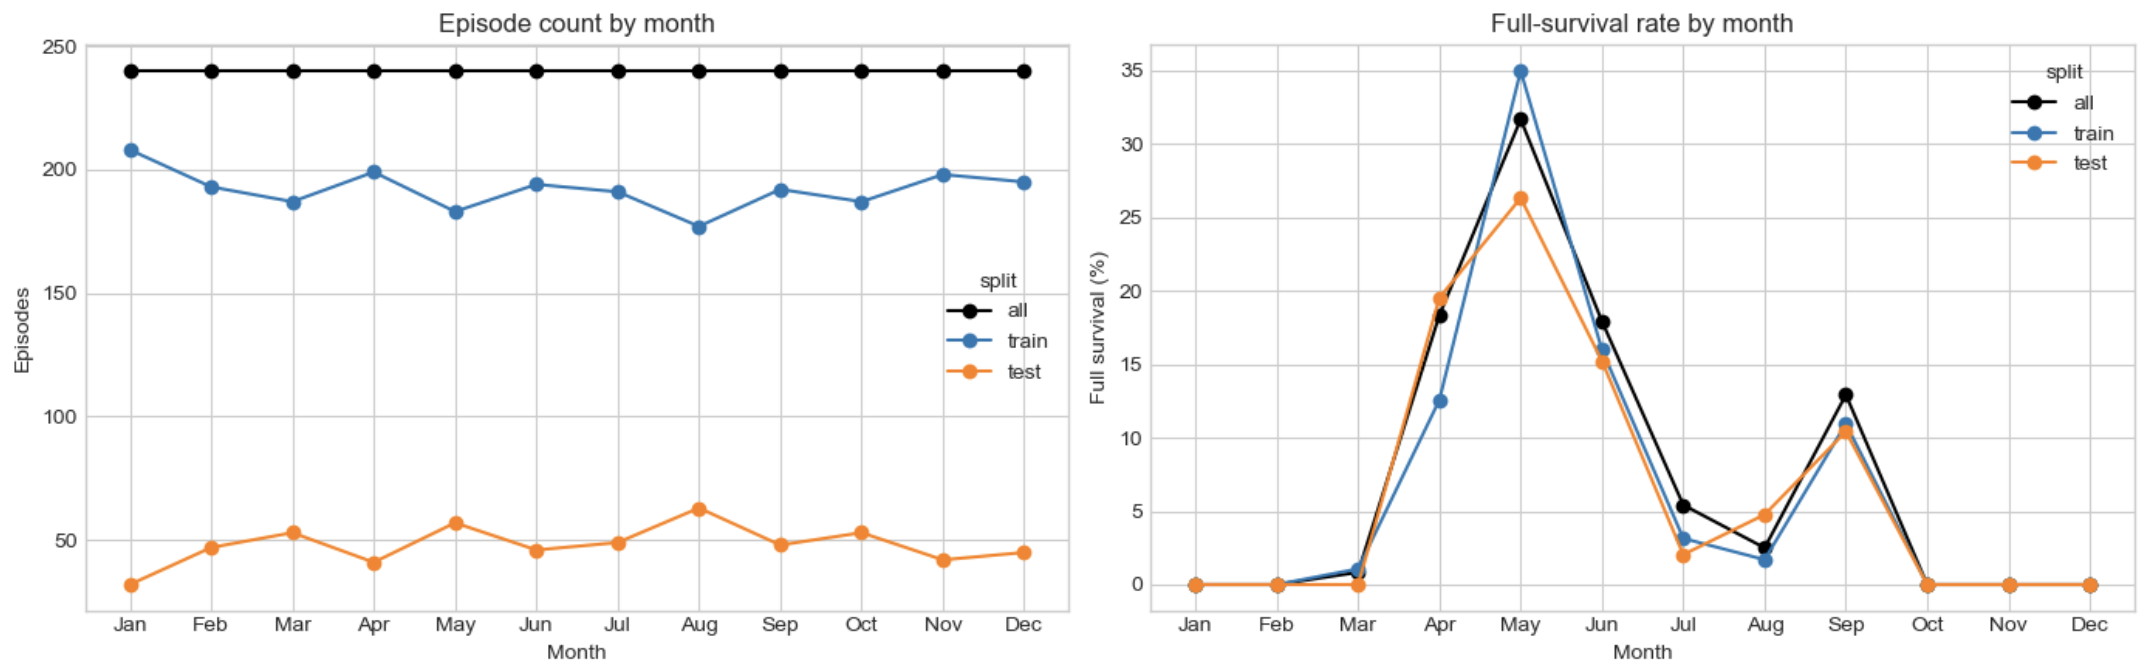 Episode count by month
250
200
150
100
50
Episodes
split
all
train
test
Jan Feb Mar Apr May Jun Jul Aug Sep Oct Nov Dec
Month
Full-survival rate by month
35
30
25
20
15
10
5
0
Full survival (%)
split
all
train
test
Jan Feb Mar Apr May Jun Jul Aug Sep Oct Nov Dec
Month